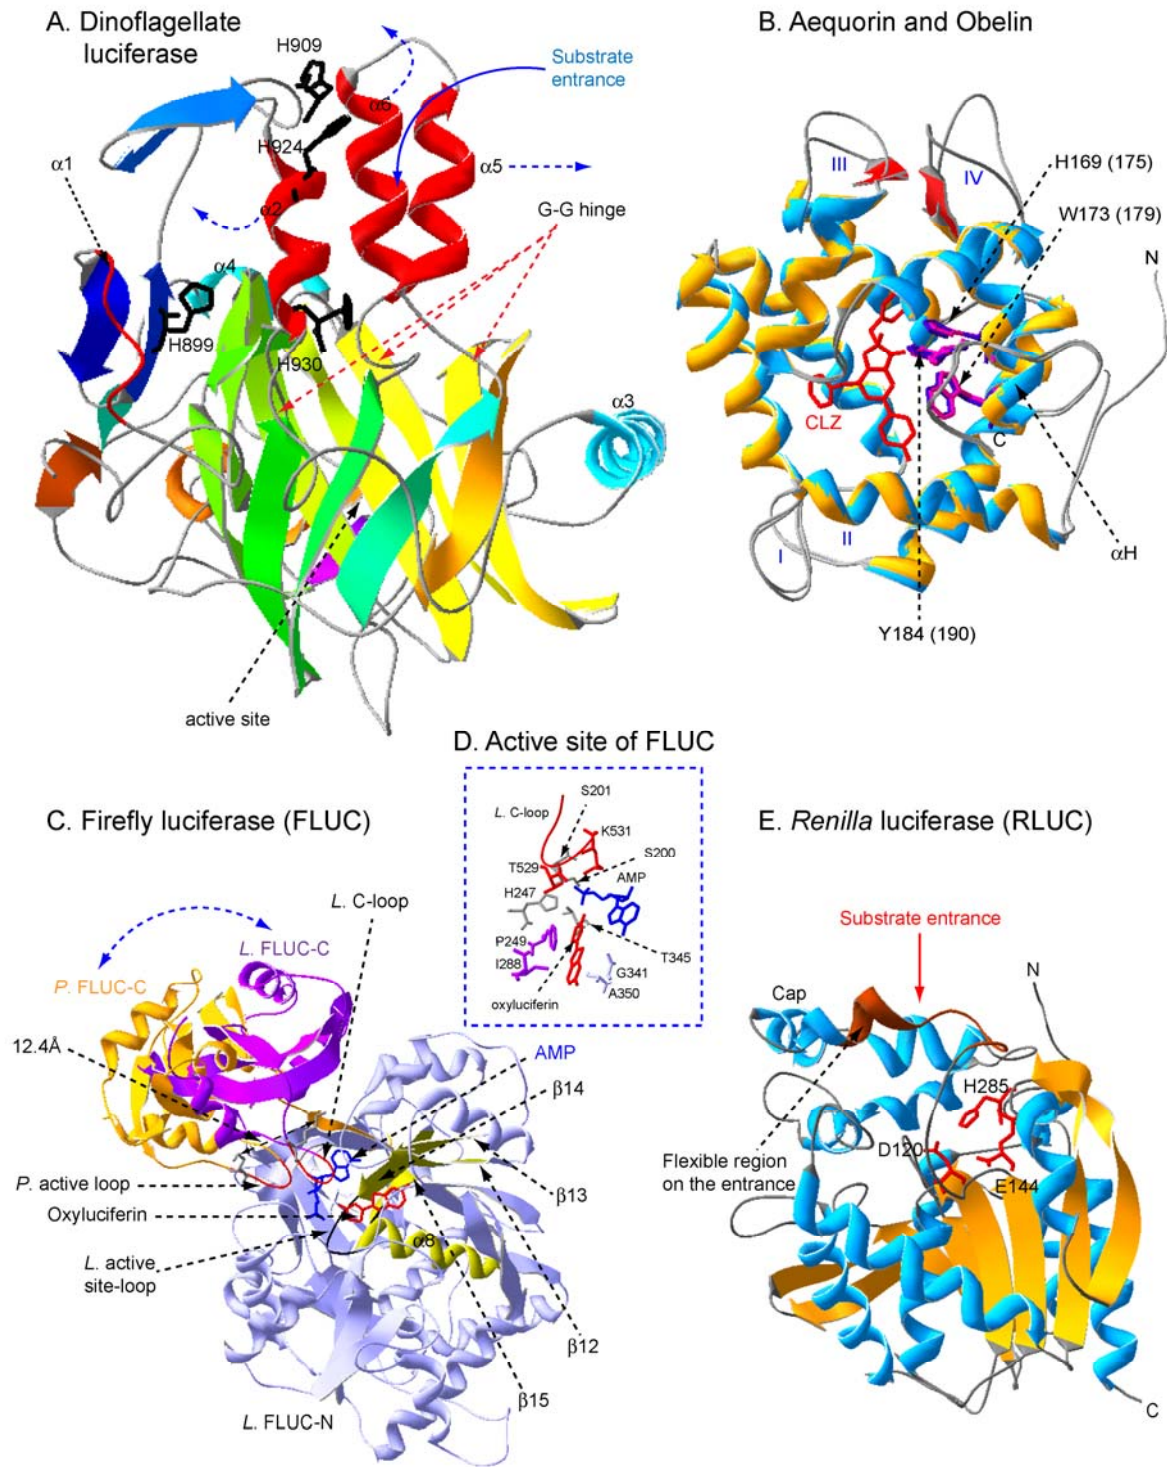 A. Dinoflagellate
luciferase
H909
Substrate
entrance
α6
H924
α1
α5
α2
G-G hinge
α4
H899
H930
α3
active site
B. Aequorin and Obelin
III
IV
H169 (175)
W173 (179)
N
CLZ
C
I
II
αH
Y184 (190)
D. Active site of FLUC
S201
L. C-loop
K531
T529
S200
H247
AMP
P249
T345
I288
G341
A350
oxyluciferin
C. Firefly luciferase (FLUC)
L. C-loop
L. FLUC-C
P. FLUC-C
12.4Å
AMP
β14
P. active loop
β13
Oxyluciferin
α8
L. active
site-loop
β12
β15
L. FLUC-N
E. Renilla luciferase (RLUC)
Substrate entrance
N
Cap
H285
D120
Flexible region
on the entrance
E144
C